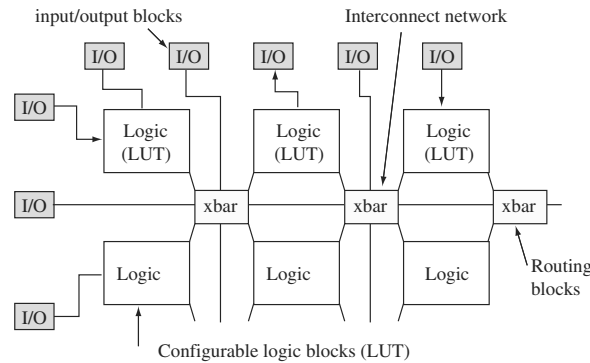 input/output blocks
Interconnect network
I/O
I/O
I/O
I/O
I/O
I/O
Logic
(LUT)
Logic
(LUT)
Logic
(LUT)
I/O
xbar
xbar
xbar
Logic
Logic
Logic
Routing
blocks
I/O
Configurable logic blocks (LUT)